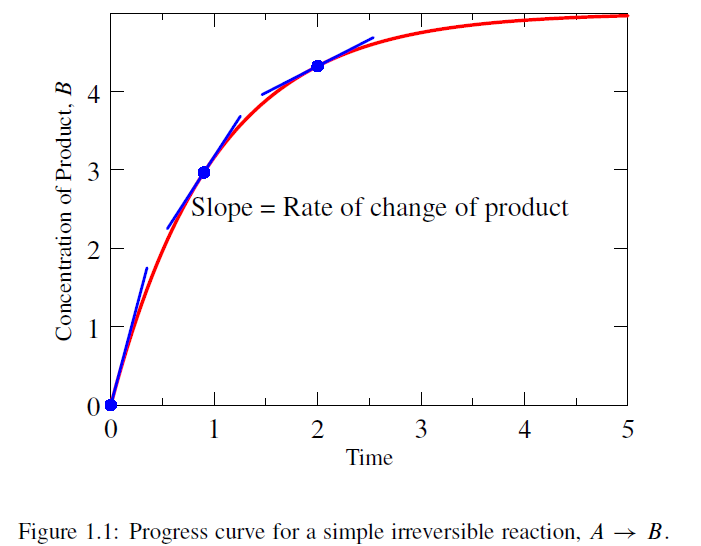 Concentration of Product, B
4
3
2
1
0
Slope = Rate of change of product
0 1 2 3 4 5
Time
Figure 1.1: Progress curve for a simple irreversible reaction, A → B.